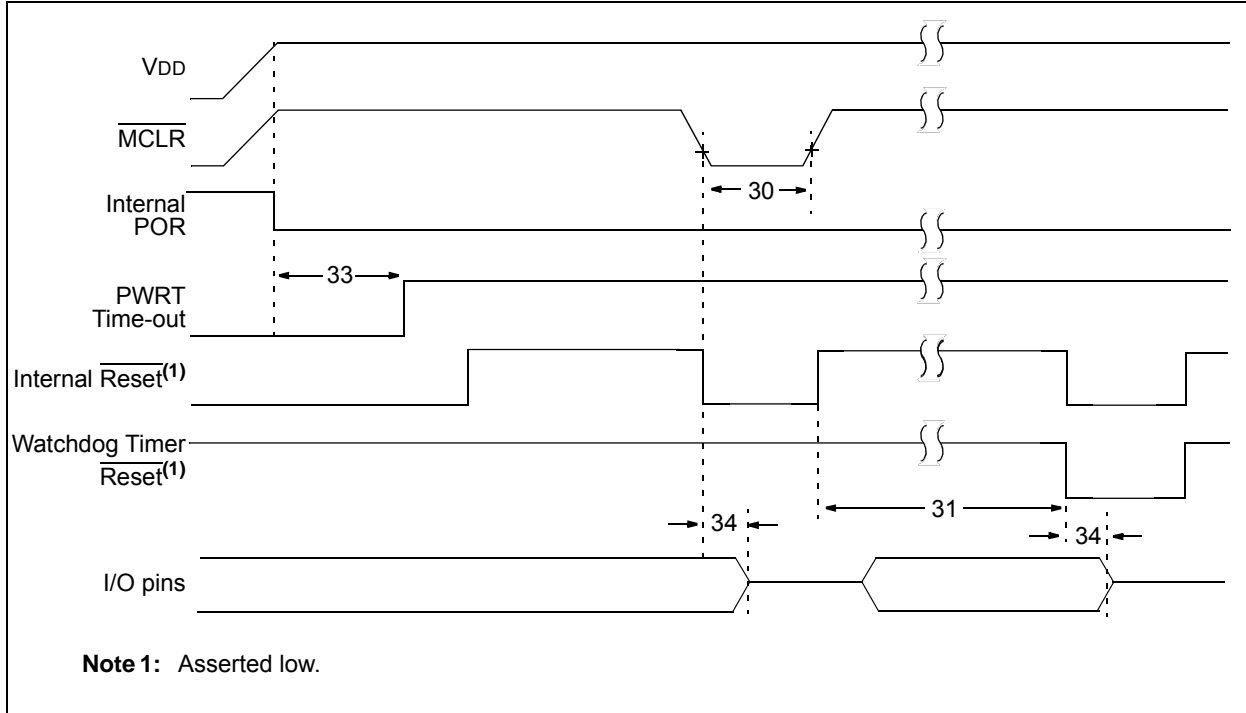 VDD
MCLR
30
Internal
POR
33
PWRT
Time-out
Internal Reset(1)
Watchdog Timer
Reset(1)
31
34
34
I/O pins
Note 1: Asserted low.